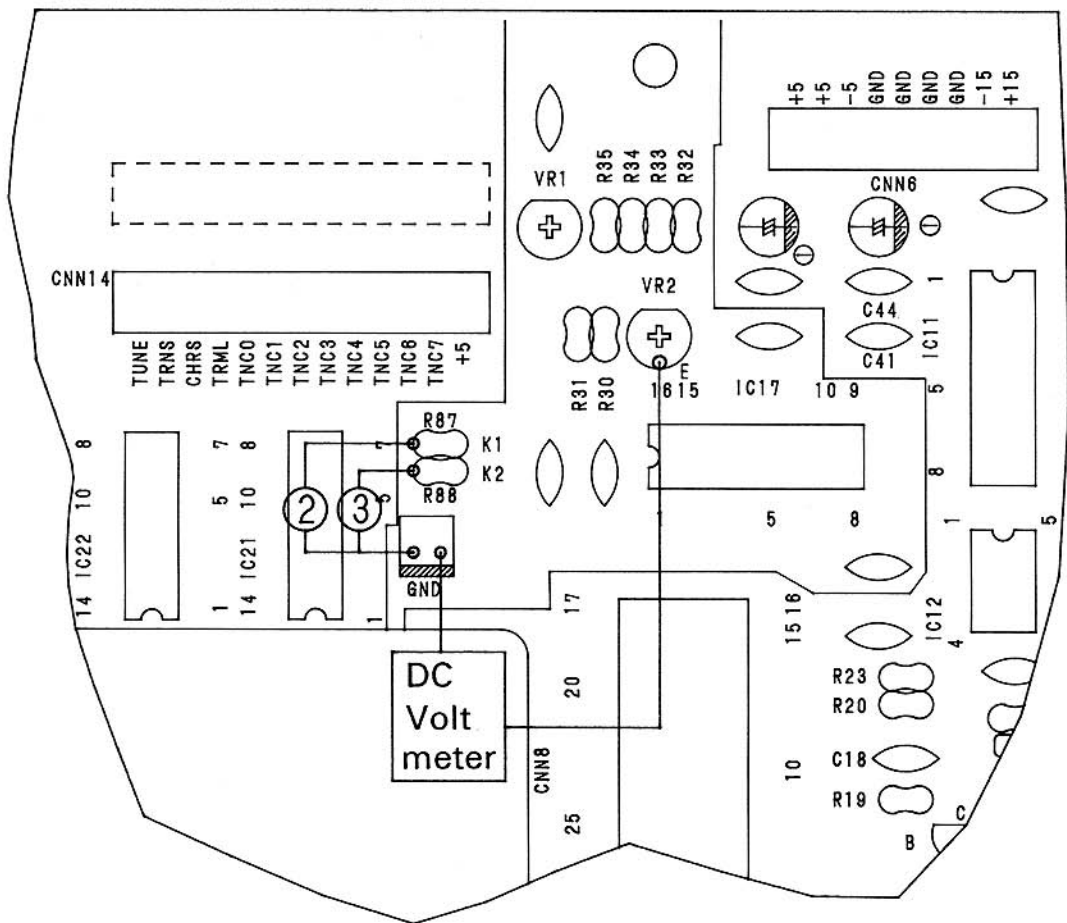 +5
+5
-5
GND
GND
GND
GND
-15
+15
CNN6
VR1
R35
R34
R33
R32
CNN14
TUNE
TRNS
CHRS
TRML
TNC0
TNC1
TNC2
TNC3
TNC4
TNC5
TNC6
TNC7
+5
VR2
E
R31
R30
16 15
IC17
10 9
C44
C41
1
IC11
5
8
8
10
IC22
14
7
5
1
8
10
IC21
14
7
5
1
R87
K1
K2
R88
2
3
GND
1
5
8
1
5
IC12
4
17
20
25
15 16
10
DC
Volt
meter
CNN8
R23
R20
C18
R19
B
C